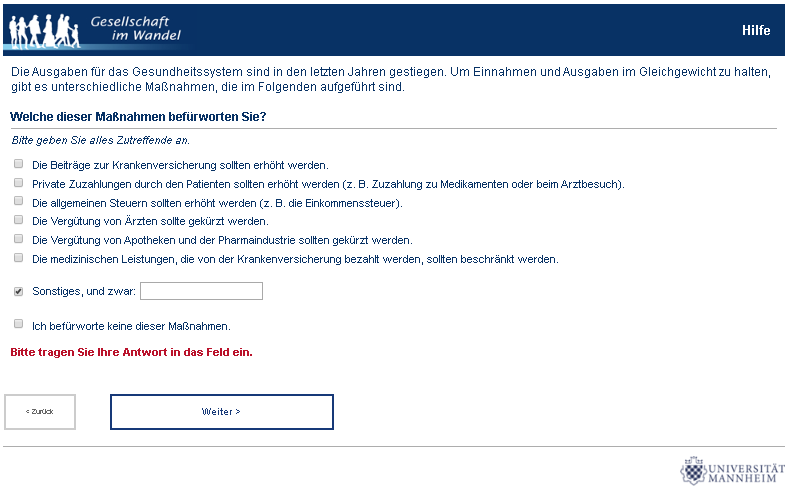 Gesellschaft
im Wandel
Hilfe
Die Ausgaben für das Gesundheitssystem sind in den letzten Jahren gestiegen. Um Einnahmen und Ausgaben im Gleichgewicht zu halten,
gibt es unterschiedliche Maßnahmen, die im Folgenden aufgeführt sind.
Welche dieser Maßnahmen befürworten Sie?
Bitte geben Sie alles Zutreffende an.
Die Beiträge zur Krankenversicherung sollten erhöht werden.
Private Zuzahlungen durch den Patienten sollten erhöht werden (z. B. Zuzahlung zu Medikamenten oder beim Arztbesuch).
Die allgemeinen Steuern sollten erhöht werden (z. B. die Einkommenssteuer).
Die Vergütung von Ärzten sollte gekürzt werden.
Die Vergütung von Apotheken und der Pharmaindustrie sollten gekürzt werden.
Die medizinischen Leistungen, die von der Krankenversicherung bezahlt werden, sollten beschränkt werden.
Sonstiges, und zwar:
Ich befürworte keine dieser Maßnahmen.
Bitte tragen Sie Ihre Antwort in das Feld ein.
< Zurück
Weiter >
UNIVERSITÄT
MANNHEIM